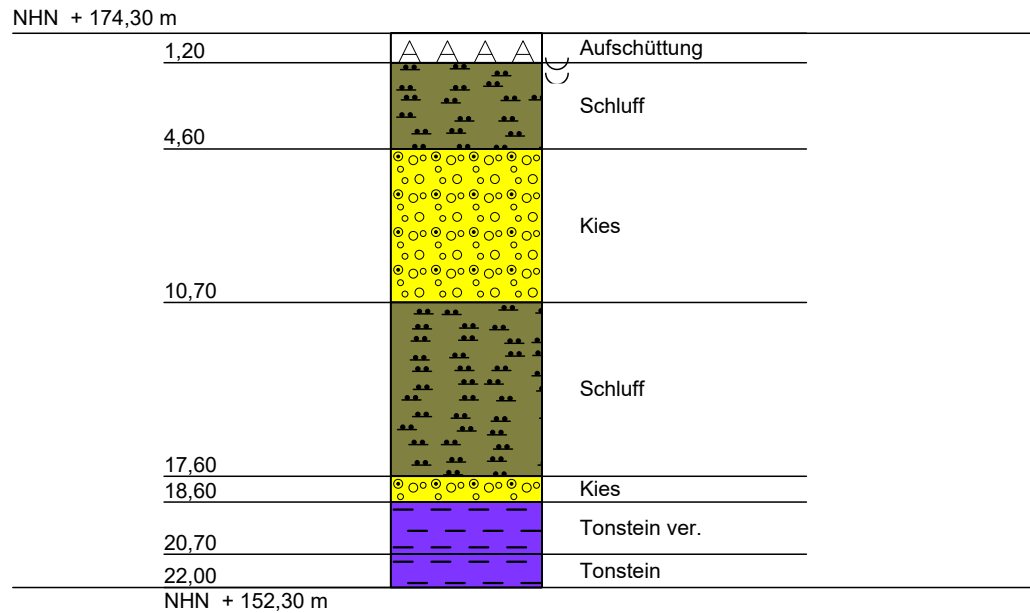 NHN + 174,30 m
1,20 Aufschüttung
Schluff
4,60
Kies
10,70
Schluff
17,60
18,60 Kies
Tonstein ver.
20,70
22,00 Tonstein
NHN + 152,30 m